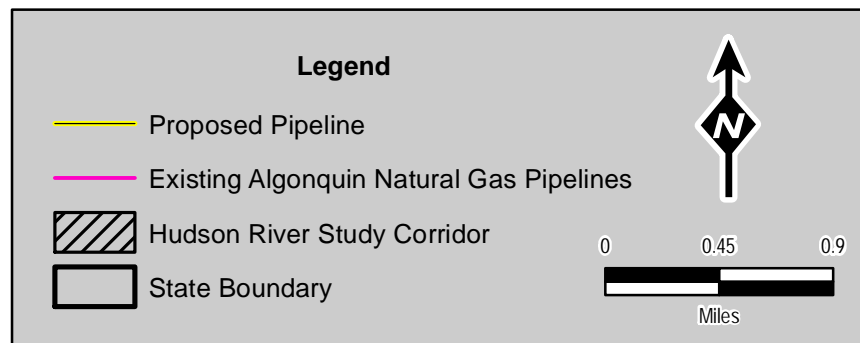 Legend
Proposed Pipeline
Existing Algonquin Natural Gas Pipelines
Hudson River Study Corridor
State Boundary
N
0 0.45 0.9
Miles